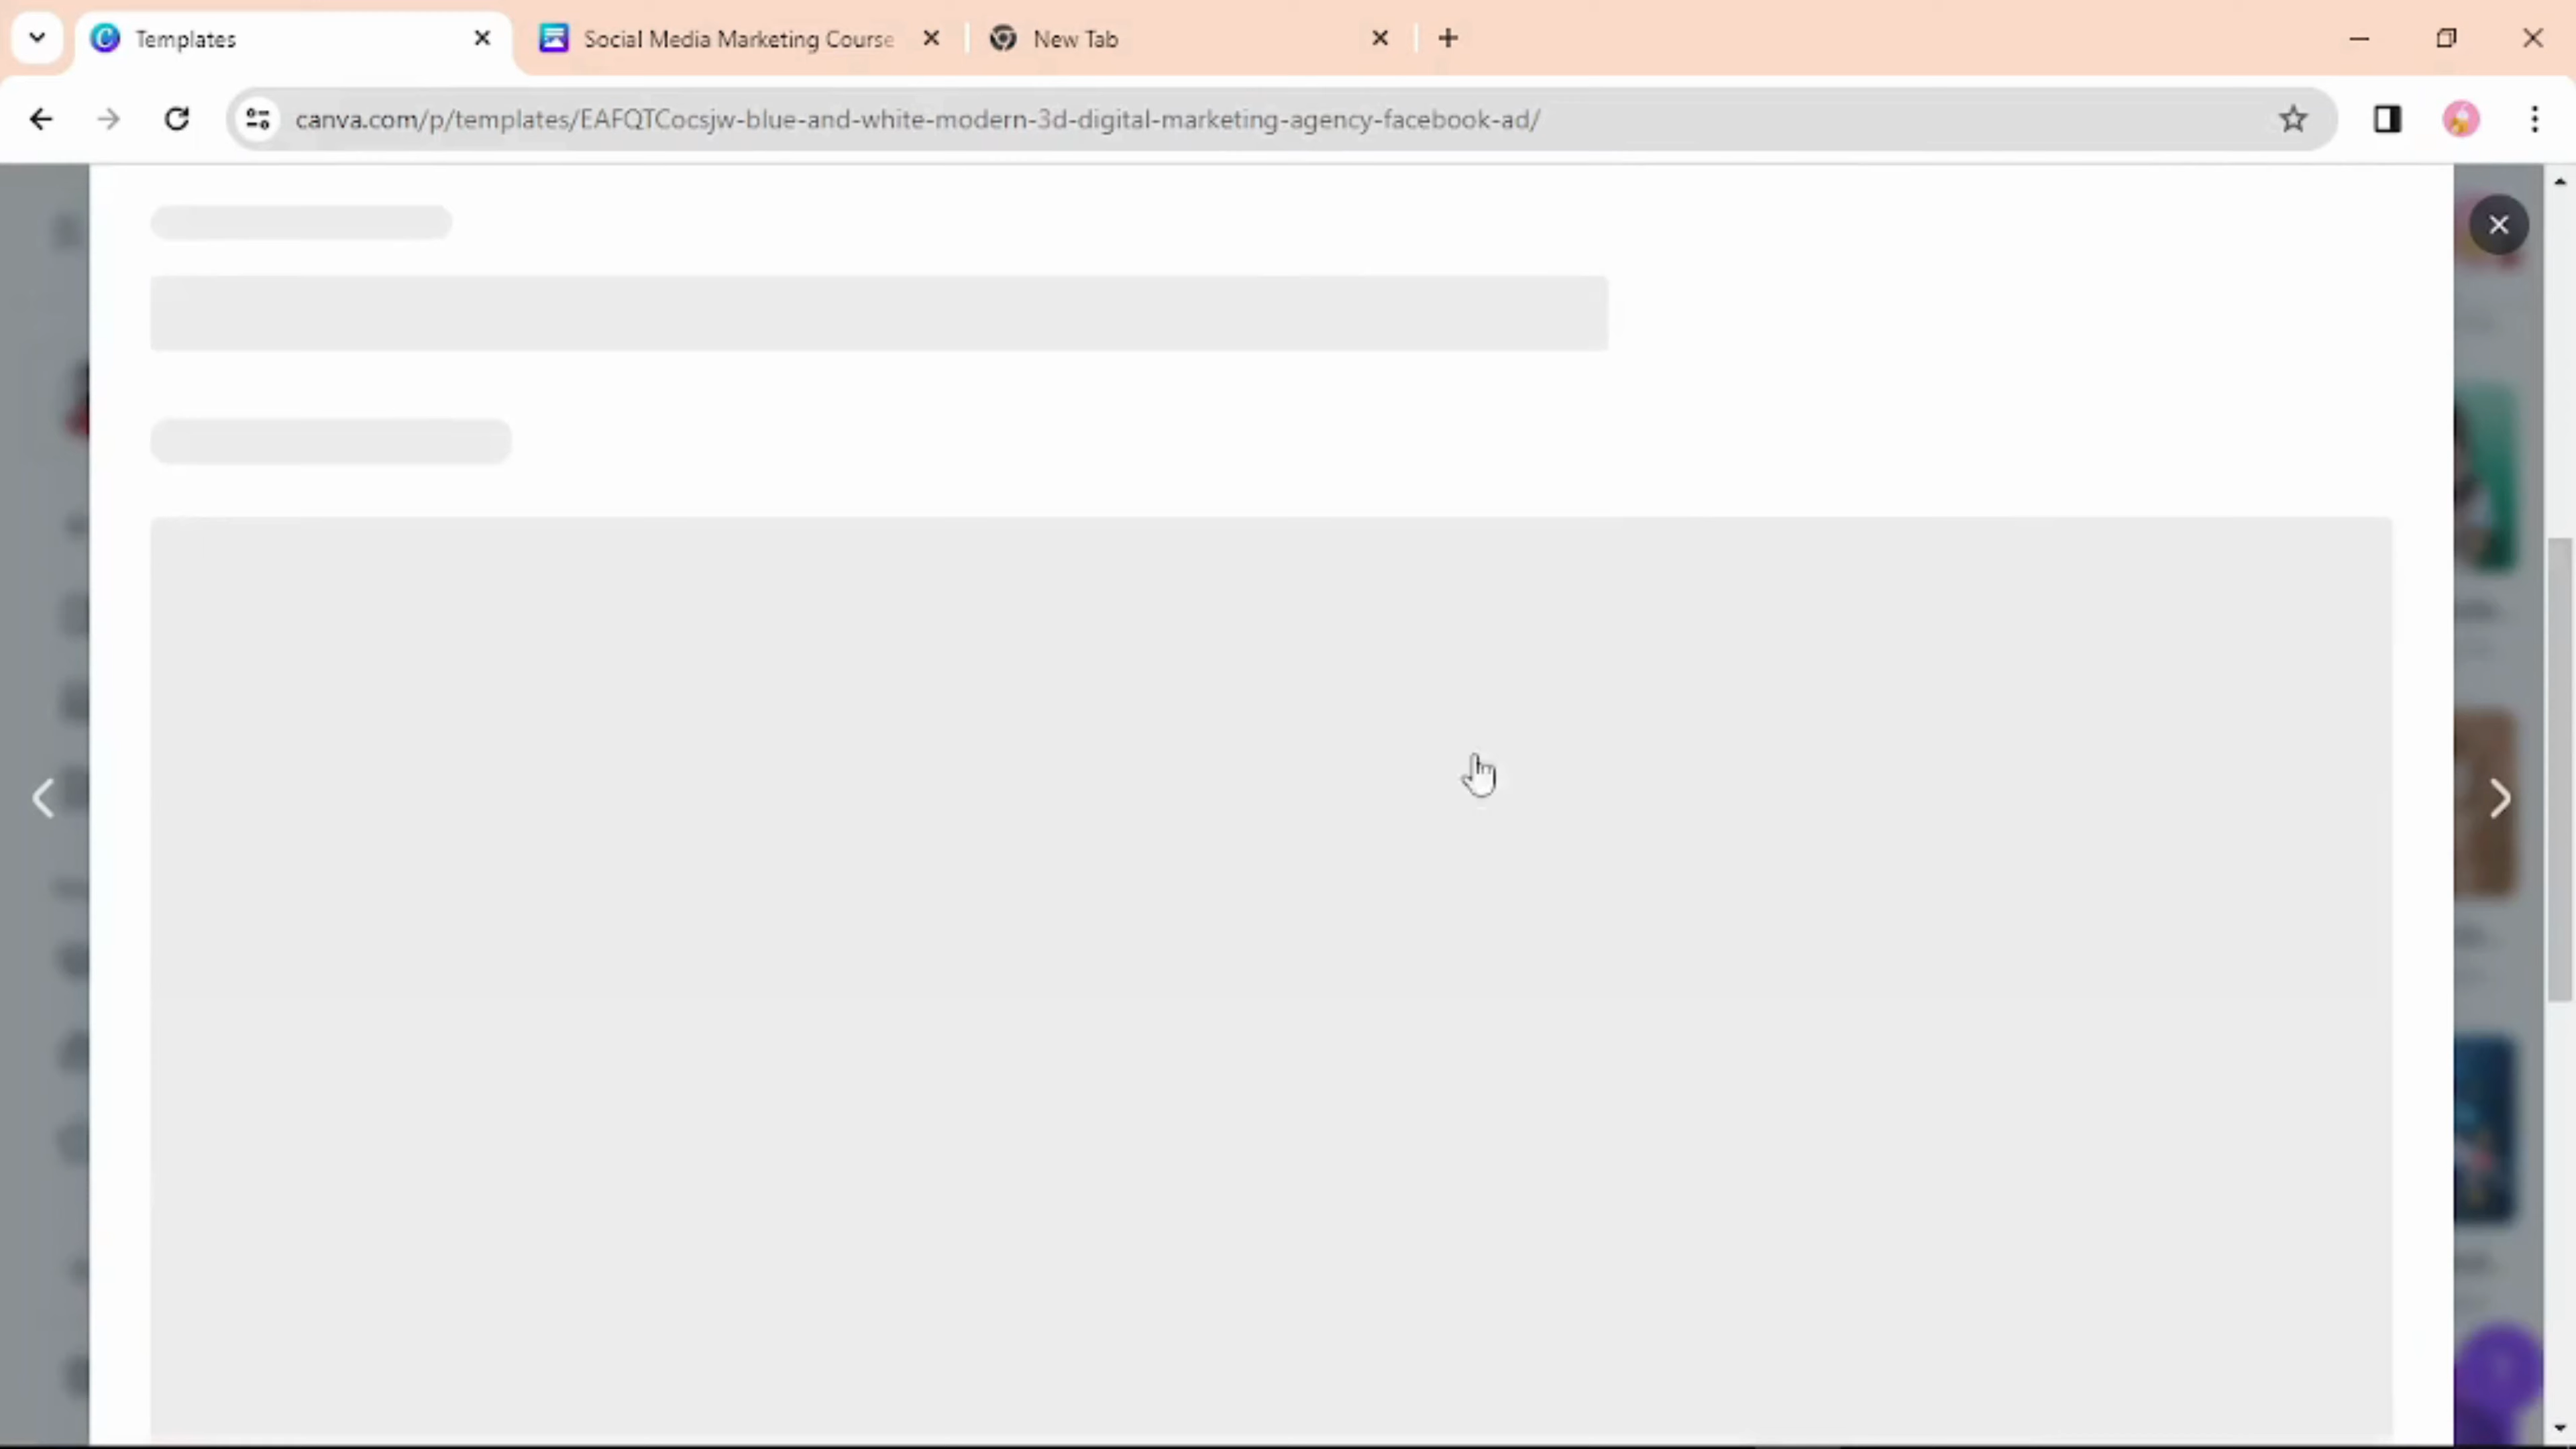 Templates
Social Media Marketing Course
New Tab
canva.com/p/templates/EAFQTCocsjw-blue-and-white-modern-3d-digital-marketing-agency-facebook-ad/